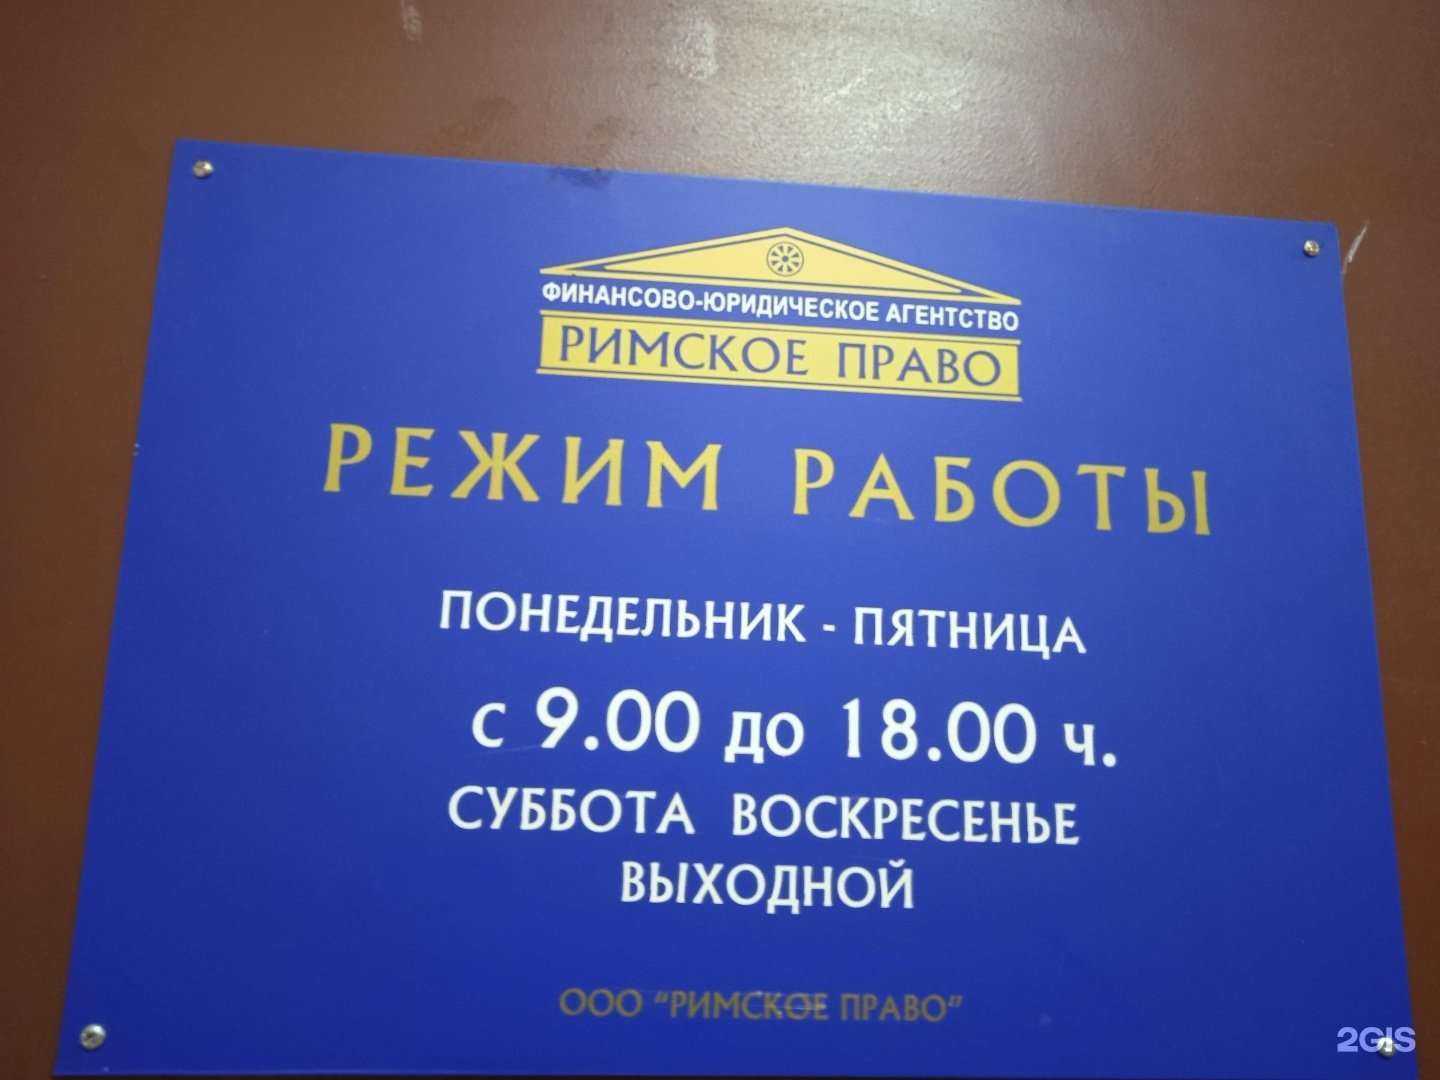 ФИНАНСОВО-ЮРИДИЧЕСКОЕ АГЕНТСТВО
РИМСКОЕ ПРАВО
РЕЖИМ РАБОТЫ
ПОНЕДЕЛЬНИК - ПЯТНИЦА
с 9.00 до 18.00 ч.
СУББОТА ВОСКРЕСЕНЬЕ
ВЫХОДНОЙ
ООО "РИМСКОЕ ПРАВО"
2GIS